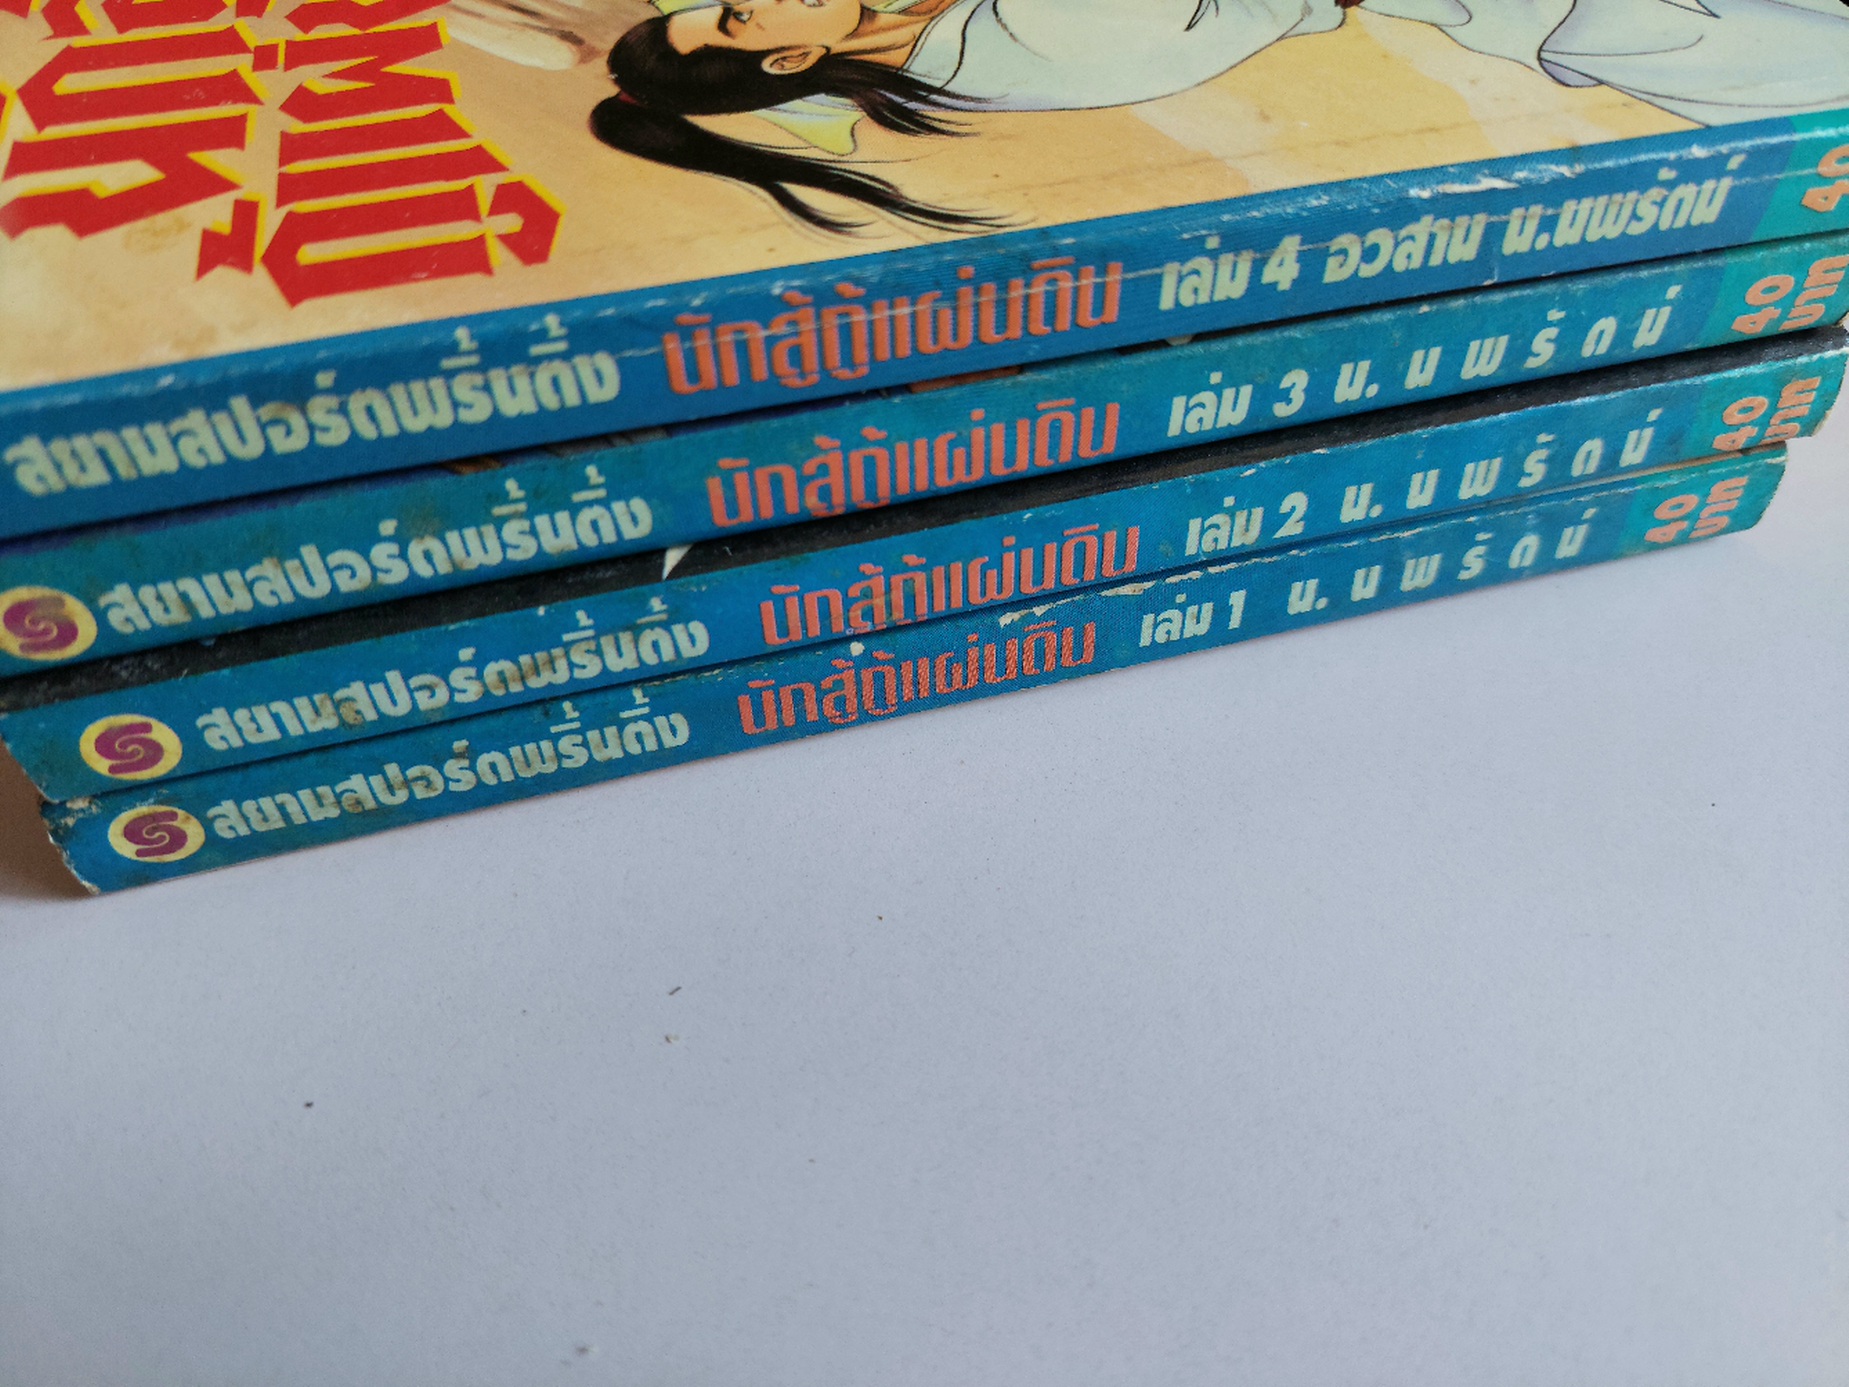 สยามสปอร์ตพริ้นติ้ง นักสู้กู้แผ่นดิน เล่ม 4 อวสาน น.นพรัตน์ 40
สยามสปอร์ตพริ้นติ้ง นักสู้กู้แผ่นดิน เล่ม 3 น. นพรัตน์ 40 บาท
สยามสปอร์ตพริ้นติ้ง นักสู้กู้แผ่นดิน เล่ม 2 น. นพรัตน์ 40 บาท
สยามสปอร์ตพริ้นติ้ง นักสู้กู้แผ่นดิน เล่ม 1 น. นพรัตน์ 40 บาท